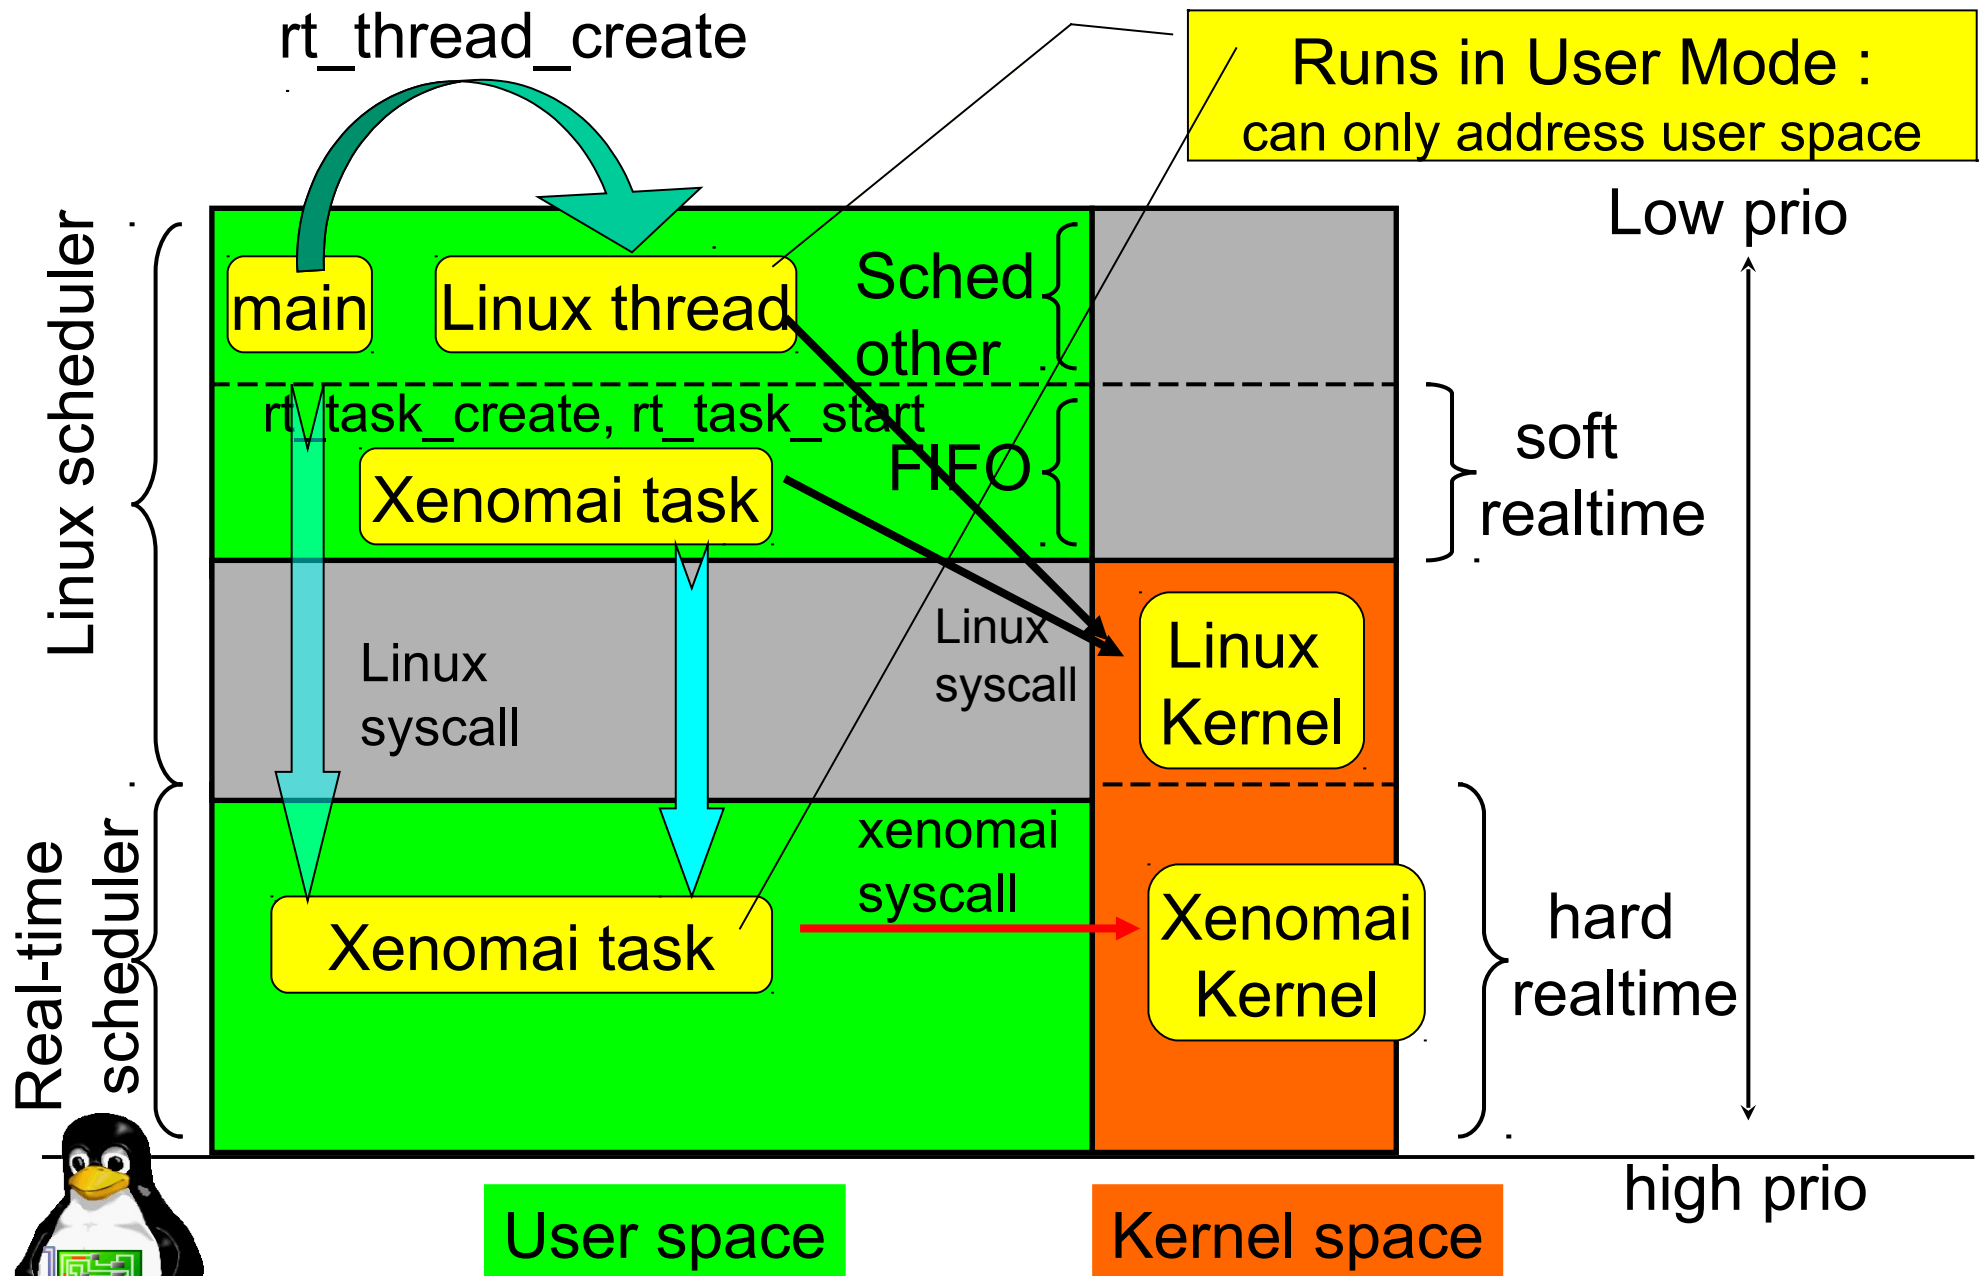 rt_thread_create
Runs in User Mode :
can only address user space
Low prio
Linux scheduler
main
Linux thread
Sched
other
rt_task_create, rt_task_start
FIFO
soft
realtime
Xenomai task
Linux
syscall
Linux
syscall
Linux
Kernel
Real-time
scheduler
xenomai
syscall
Xenomai task
Xenomai
Kernel
hard
realtime
high prio
User space
Kernel space